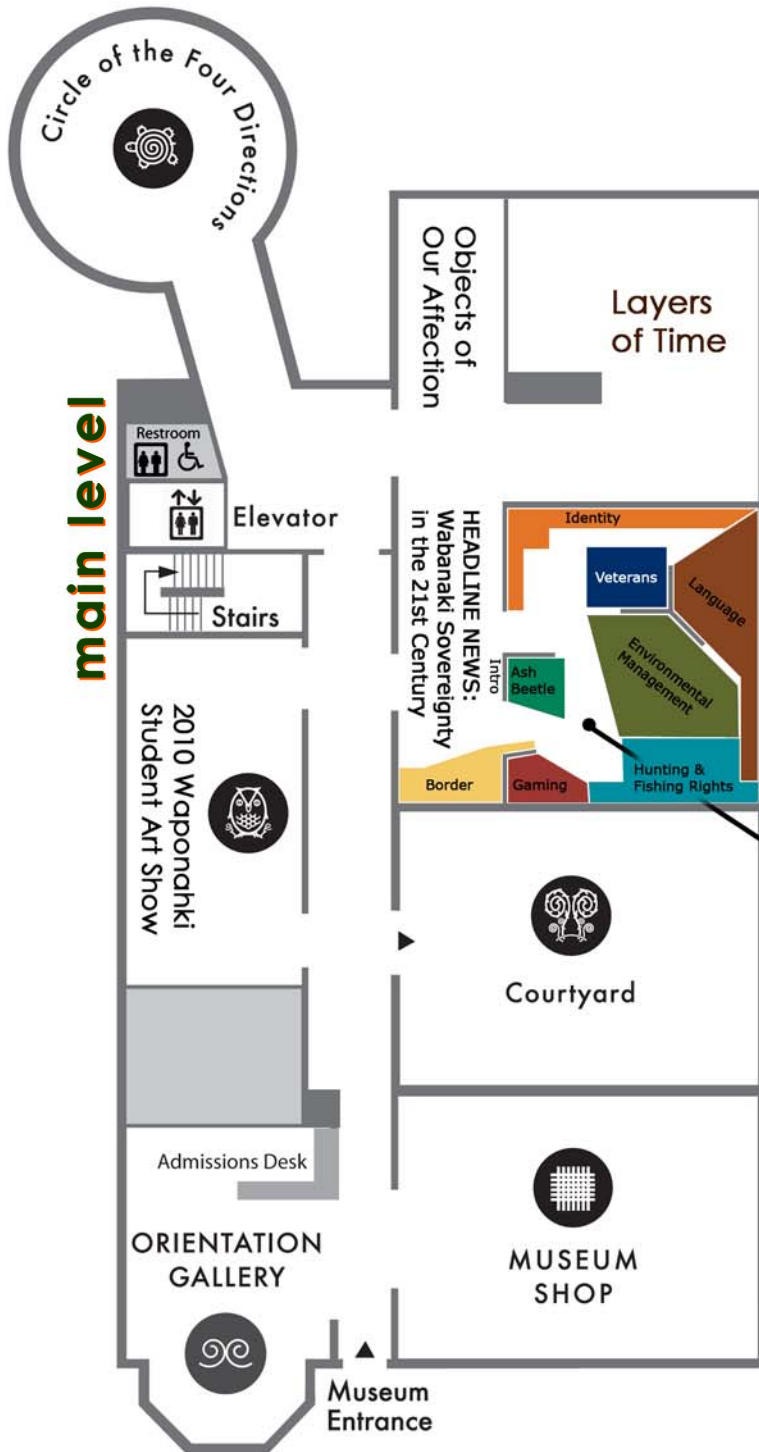 Circle of the Four Directions
Objects of
Our Affection
Layers
of Time
main level
Restroom
Elevator
Stairs
HEADLINE NEWS:
Wabanaki Sovereignty
in the 21st Century
Identity
Veterans
Language
Environmental
Management
Intro
Ash
Beetle
Border
Gaming
Hunting &
Fishing Rights
2010 Waponahki
Student Art Show
Courtyard
Admissions Desk
ORIENTATION
GALLERY
MUSEUM
SHOP
Museum
Entrance